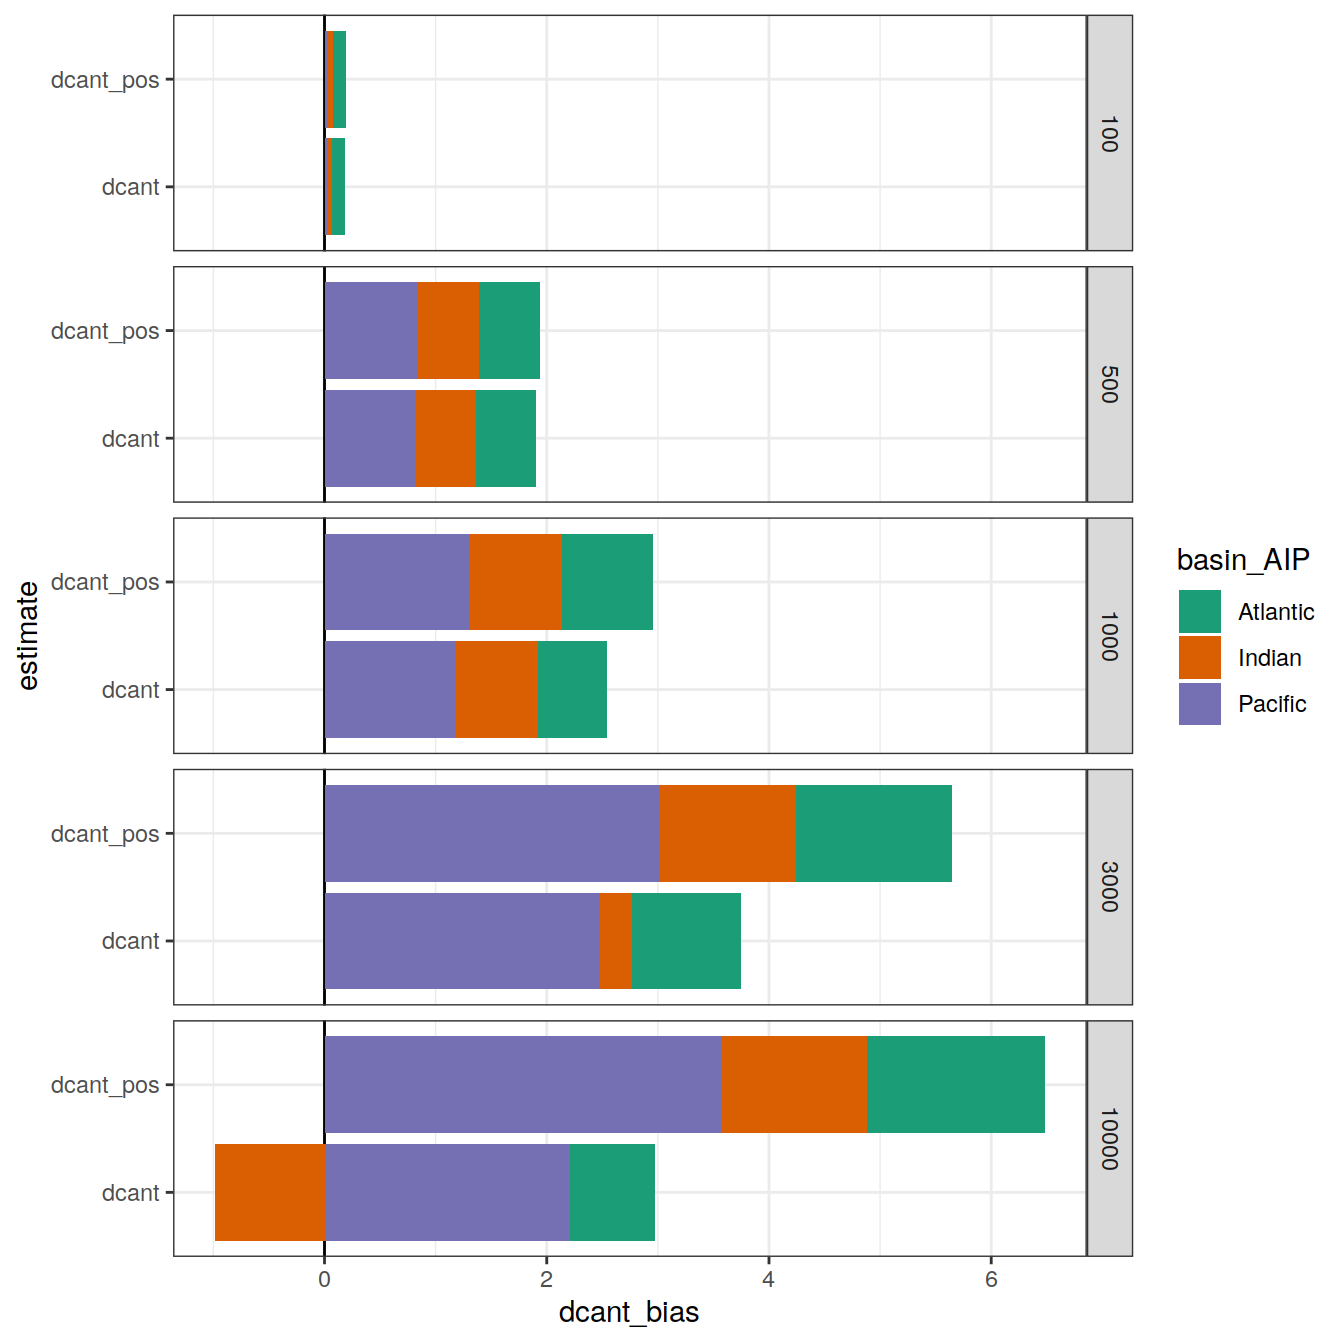 dcant_pos
dcant
100
dcant_pos
dcant
500
dcant_pos
dcant
1000
dcant_pos
dcant
3000
dcant_pos
dcant
10000
0 2 4 6
dcant_bias
estimate
basin_AIP
Atlantic
Indian
Pacific